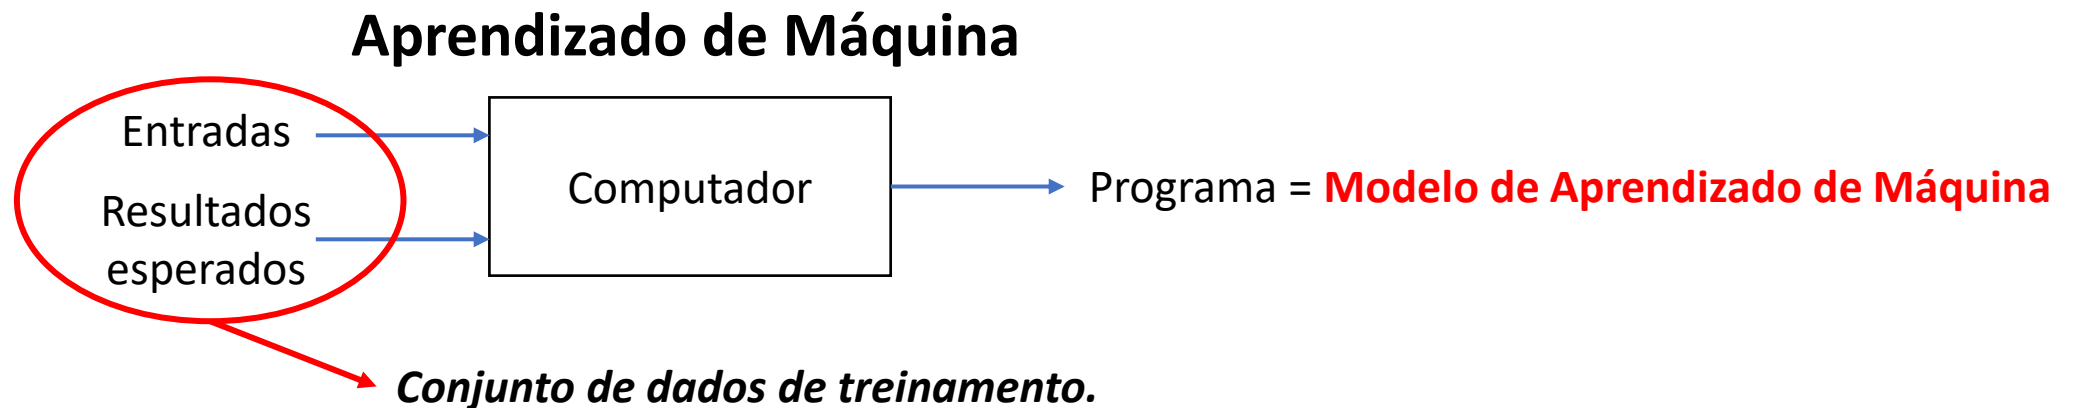 Aprendizado de Máquina
Entradas
Resultados
esperados
Computador
Programa = Modelo de Aprendizado de Máquina
Conjunto de dados de treinamento.